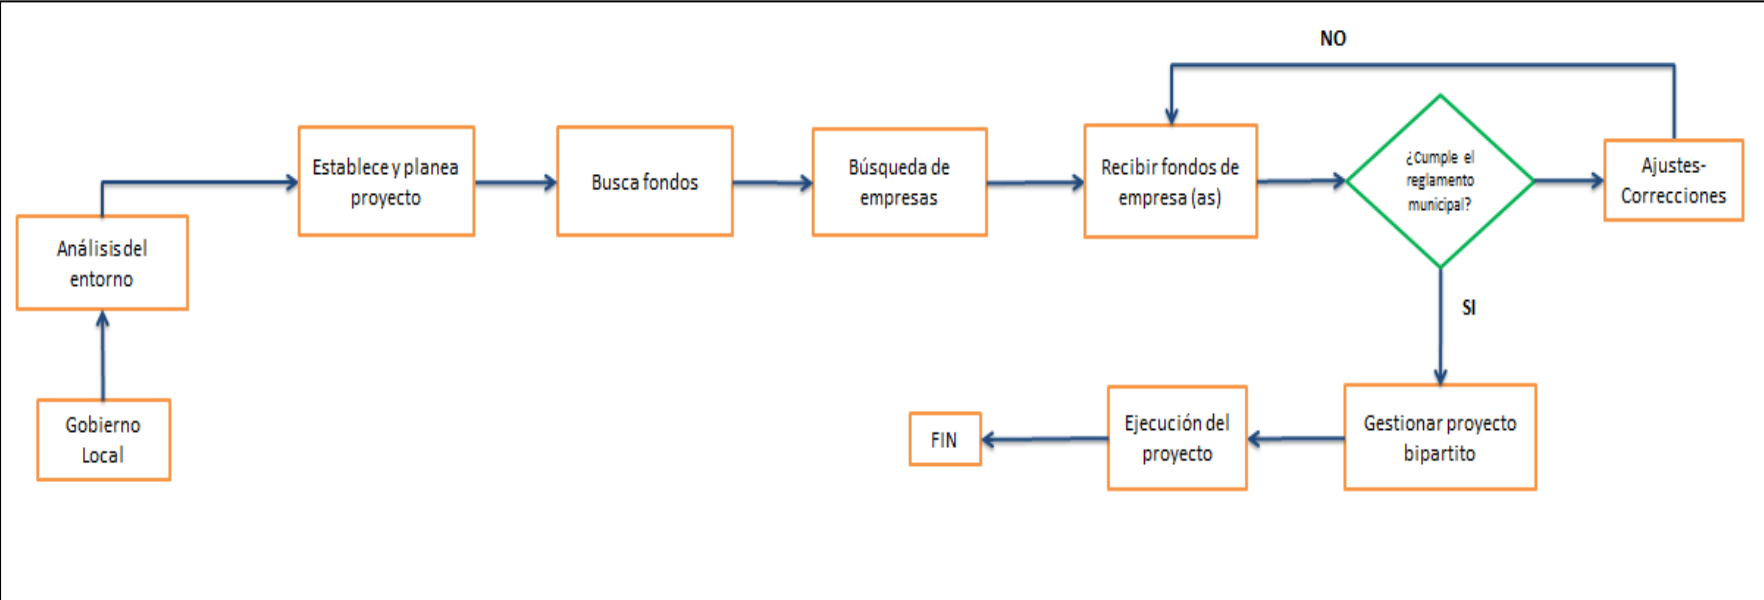 NO
Establece y planea
proyecto
Busca fondos
Búsqueda de
empresas
Recibir fondos de
empresa (as)
¿Cumple el
reglamento
municipal?
Ajustes-
Correcciones
Análisis del
entorno
SI
Gobierno
Local
FIN
Ejecución del
proyecto
Gestionar proyecto
bipartito